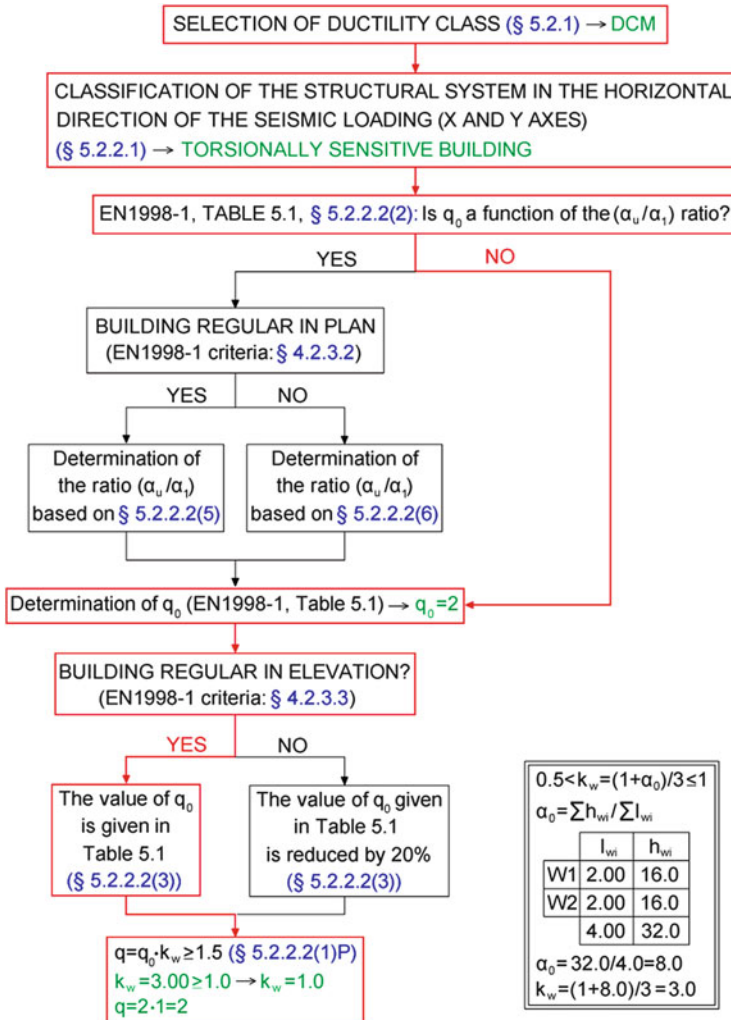 SELECTION OF DUCTILITY CLASS (§ 5.2.1) → DCM
CLASSIFICATION OF THE STRUCTURAL SYSTEM IN THE HORIZONTAL
DIRECTION OF THE SEISMIC LOADING (X AND Y AXES)
(§ 5.2.2.1) → TORSIONALLY SENSITIVE BUILDING
EN1998-1, TABLE 5.1, § 5.2.2.2(2): Is q₀ a function of the (αᵤ/α₁) ratio?
YES NO
BUILDING REGULAR IN PLAN
(EN1998-1 criteria: § 4.2.3.2)
YES NO
Determination of
the ratio (αᵤ/α₁)
based on § 5.2.2.2(5)
Determination of
the ratio (αᵤ/α₁)
based on § 5.2.2.2(6)
Determination of q₀ (EN1998-1, Table 5.1) → q₀=2
BUILDING REGULAR IN ELEVATION?
(EN1998-1 criteria: § 4.2.3.3)
YES NO
The value of q₀
is given in
Table 5.1
(§ 5.2.2.2(3))
The value of q₀ given
in Table 5.1
is reduced by 20%
(§ 5.2.2.2(3))
q=q₀·k_w≥1.5 (§ 5.2.2.2(1)P)
k_w=3.00≥1.0 → k_w=1.0
q=2·1=2
0.5<k_w=(1+α₀)/3≤1
α₀=∑h_wi/∑l_wi
l_wi h_wi
W1 2.00 16.0
W2 2.00 16.0
4.00 32.0
α₀=32.0/4.0=8.0
k_w=(1+8.0)/3=3.0